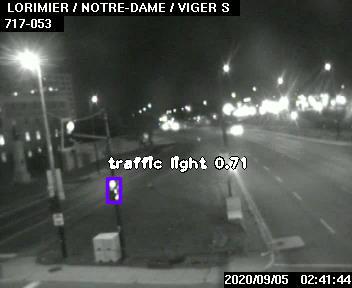 LORIMIER / NOTRE-DAME / VIGER S
717-053
traffic light 0.71
2020/09/05 02:41:44